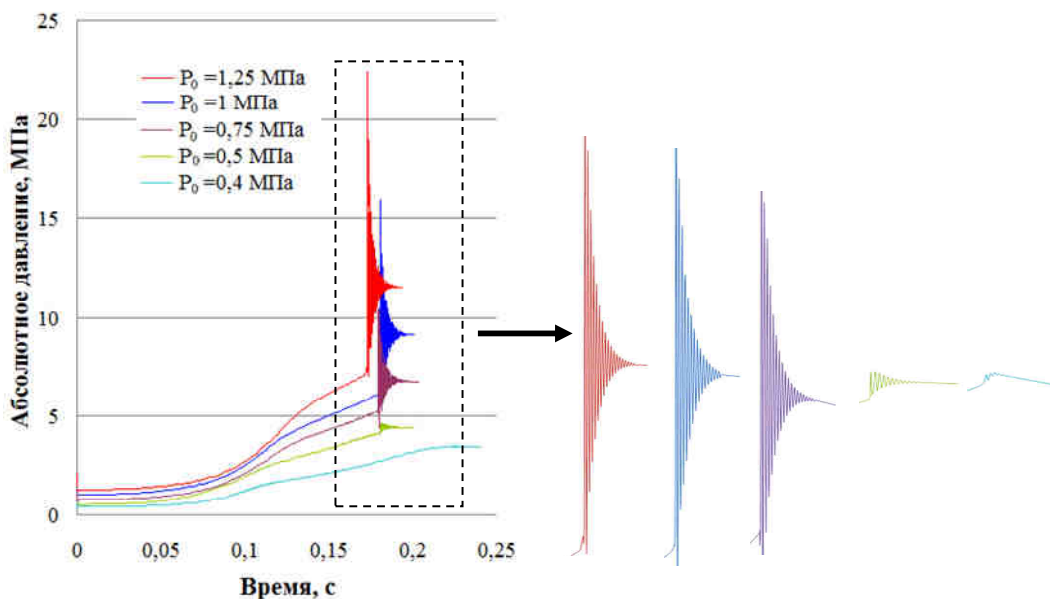 25
20
15
10
5
0
Абсолютное давление, МПа
P₀ =1,25 МПа
P₀ =1 МПа
P₀ =0,75 МПа
P₀ =0,5 МПа
P₀ =0,4 МПа
0 0,05 0,1 0,15 0,2 0,25
Время, с